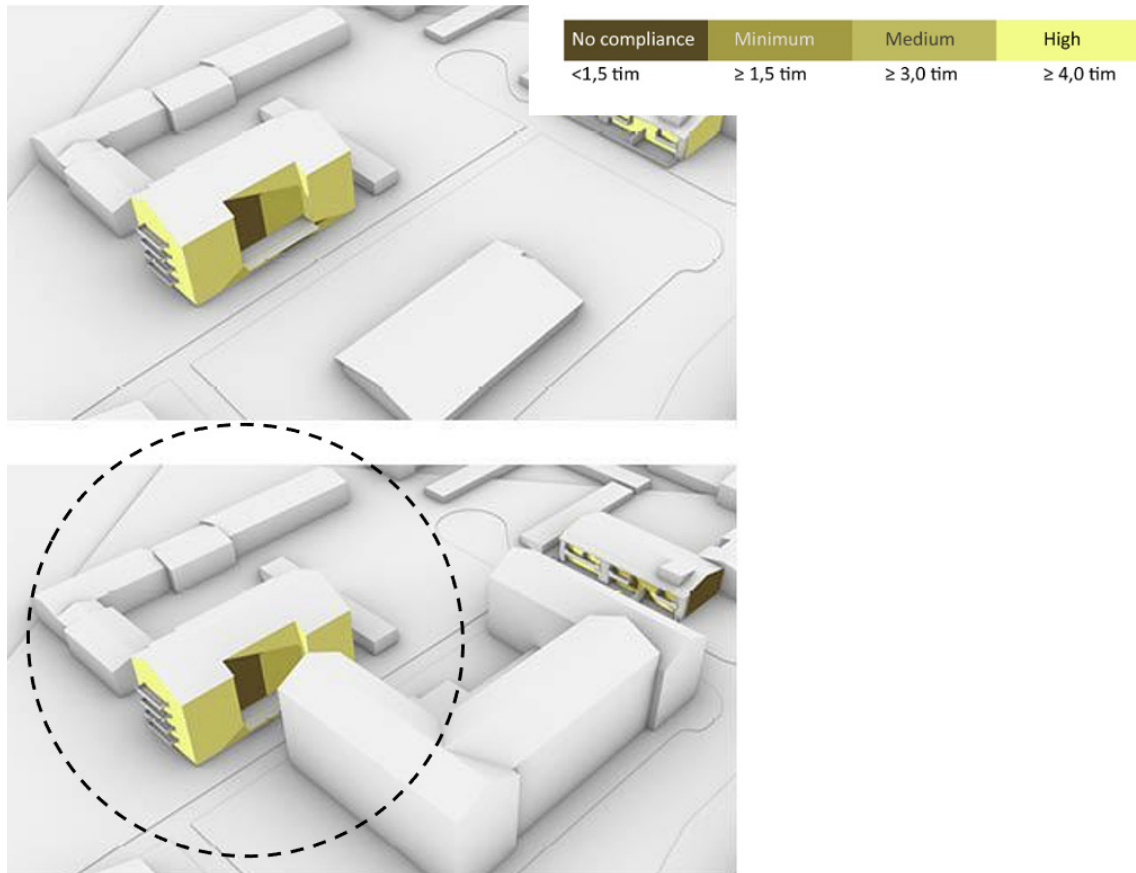 No compliance Minimum Medium High
<1,5 tim ≥ 1,5 tim ≥ 3,0 tim ≥ 4,0 tim